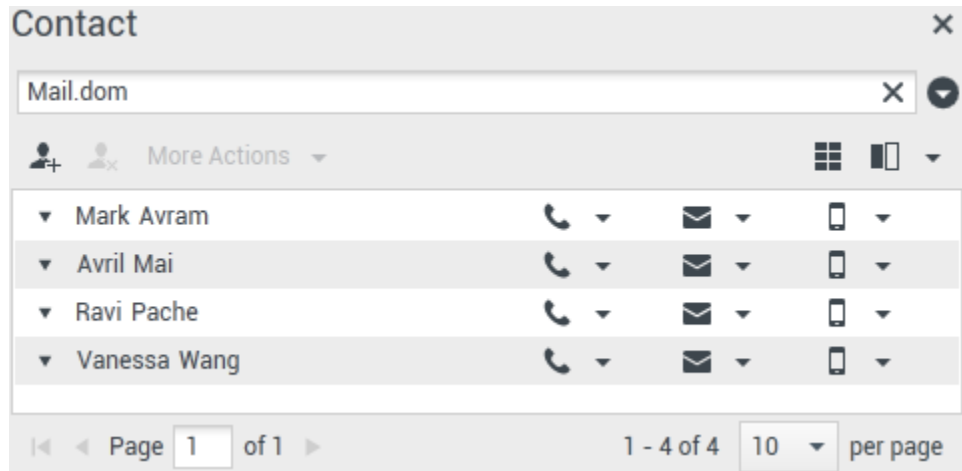 Contact
Mail.dom
More Actions
Mark Avram
Avril Mai
Ravi Pache
Vanessa Wang
Page 1 of 1 1 - 4 of 4 10 per page